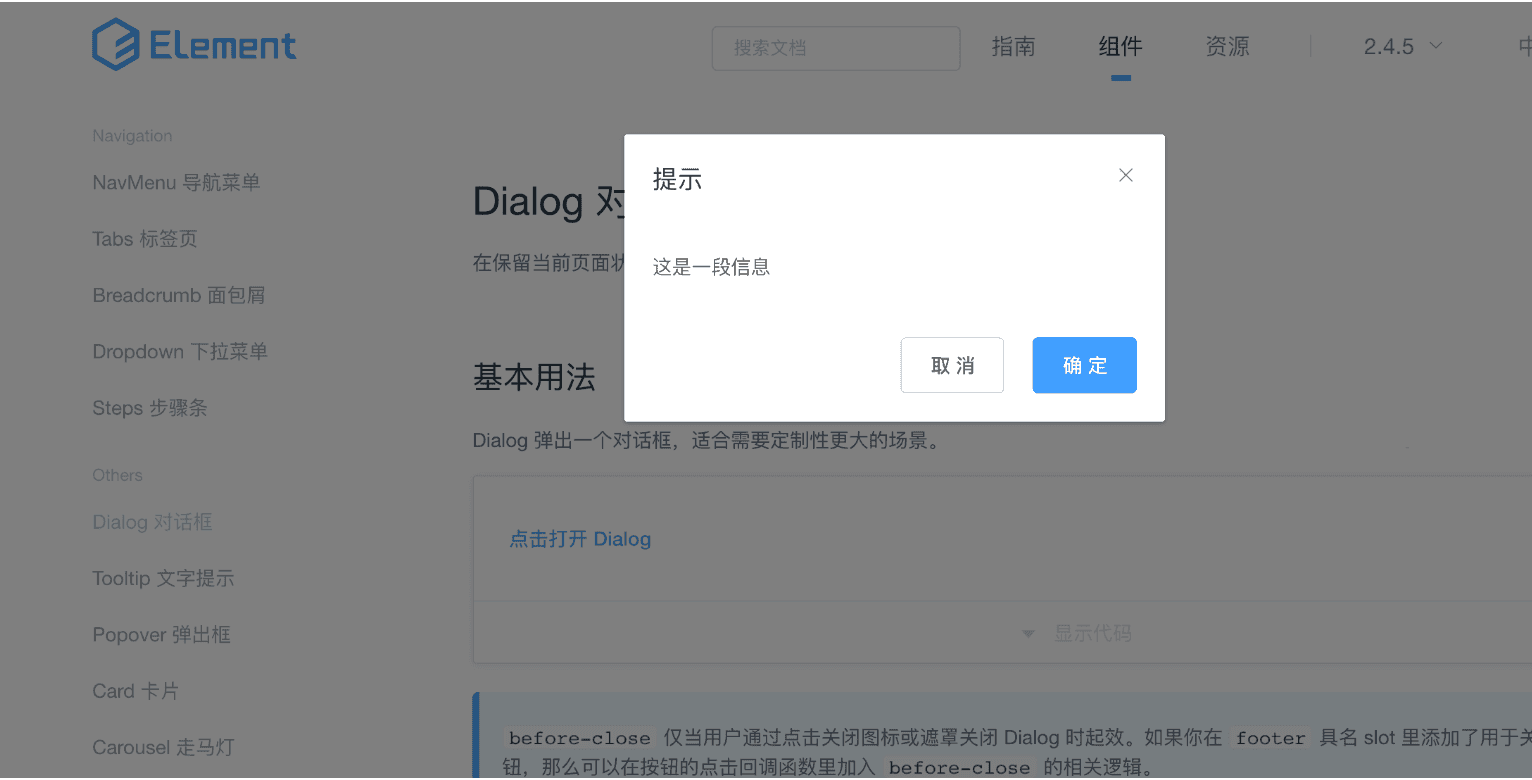 Element
搜索文档
指南
组件
资源
2.4.5
Navigation
NavMenu 导航菜单
Tabs 标签页
Breadcrumb 面包屑
Dropdown 下拉菜单
Steps 步骤条
Others
Dialog 对话框
Tooltip 文字提示
Popover 弹出框
Card 卡片
Carousel 走马灯
Dialog 对
在保留当前页面状
提示
这是一段信息
取 消
确 定
基本用法
Dialog 弹出一个对话框，适合需要定制性更大的场景。
点击打开 Dialog
显示代码
before-close 仅当用户通过点击关闭图标或遮罩关闭 Dialog 时起效。如果你在 footer 具名 slot 里添加了用于关
钮，那么可以在按钮的点击回调函数里加入 before-close 的相关逻辑。